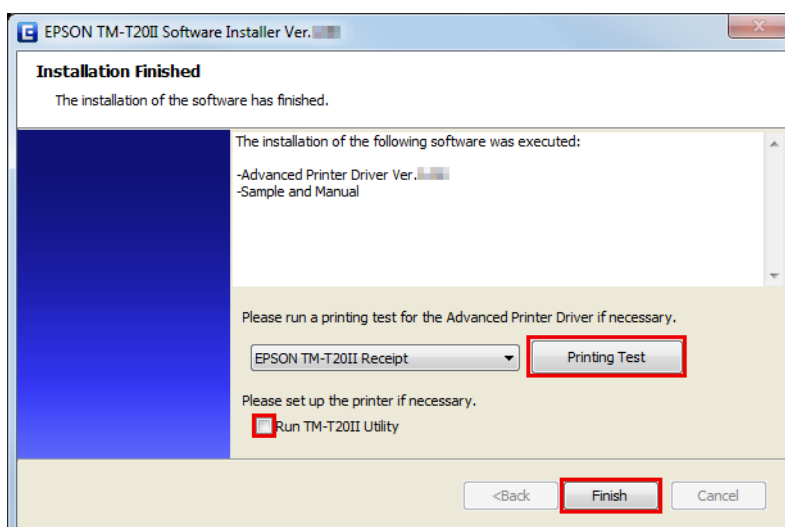 EPSON TM-T20II Software Installer Ver.
Installation Finished
The installation of the software has finished.
The installation of the following software was executed:
-Advanced Printer Driver Ver.
-Sample and Manual
Please run a printing test for the Advanced Printer Driver if necessary.
EPSON TM-T20II Receipt
Printing Test
Please set up the printer if necessary.
Run TM-T20II Utility
<Back
Finish
Cancel